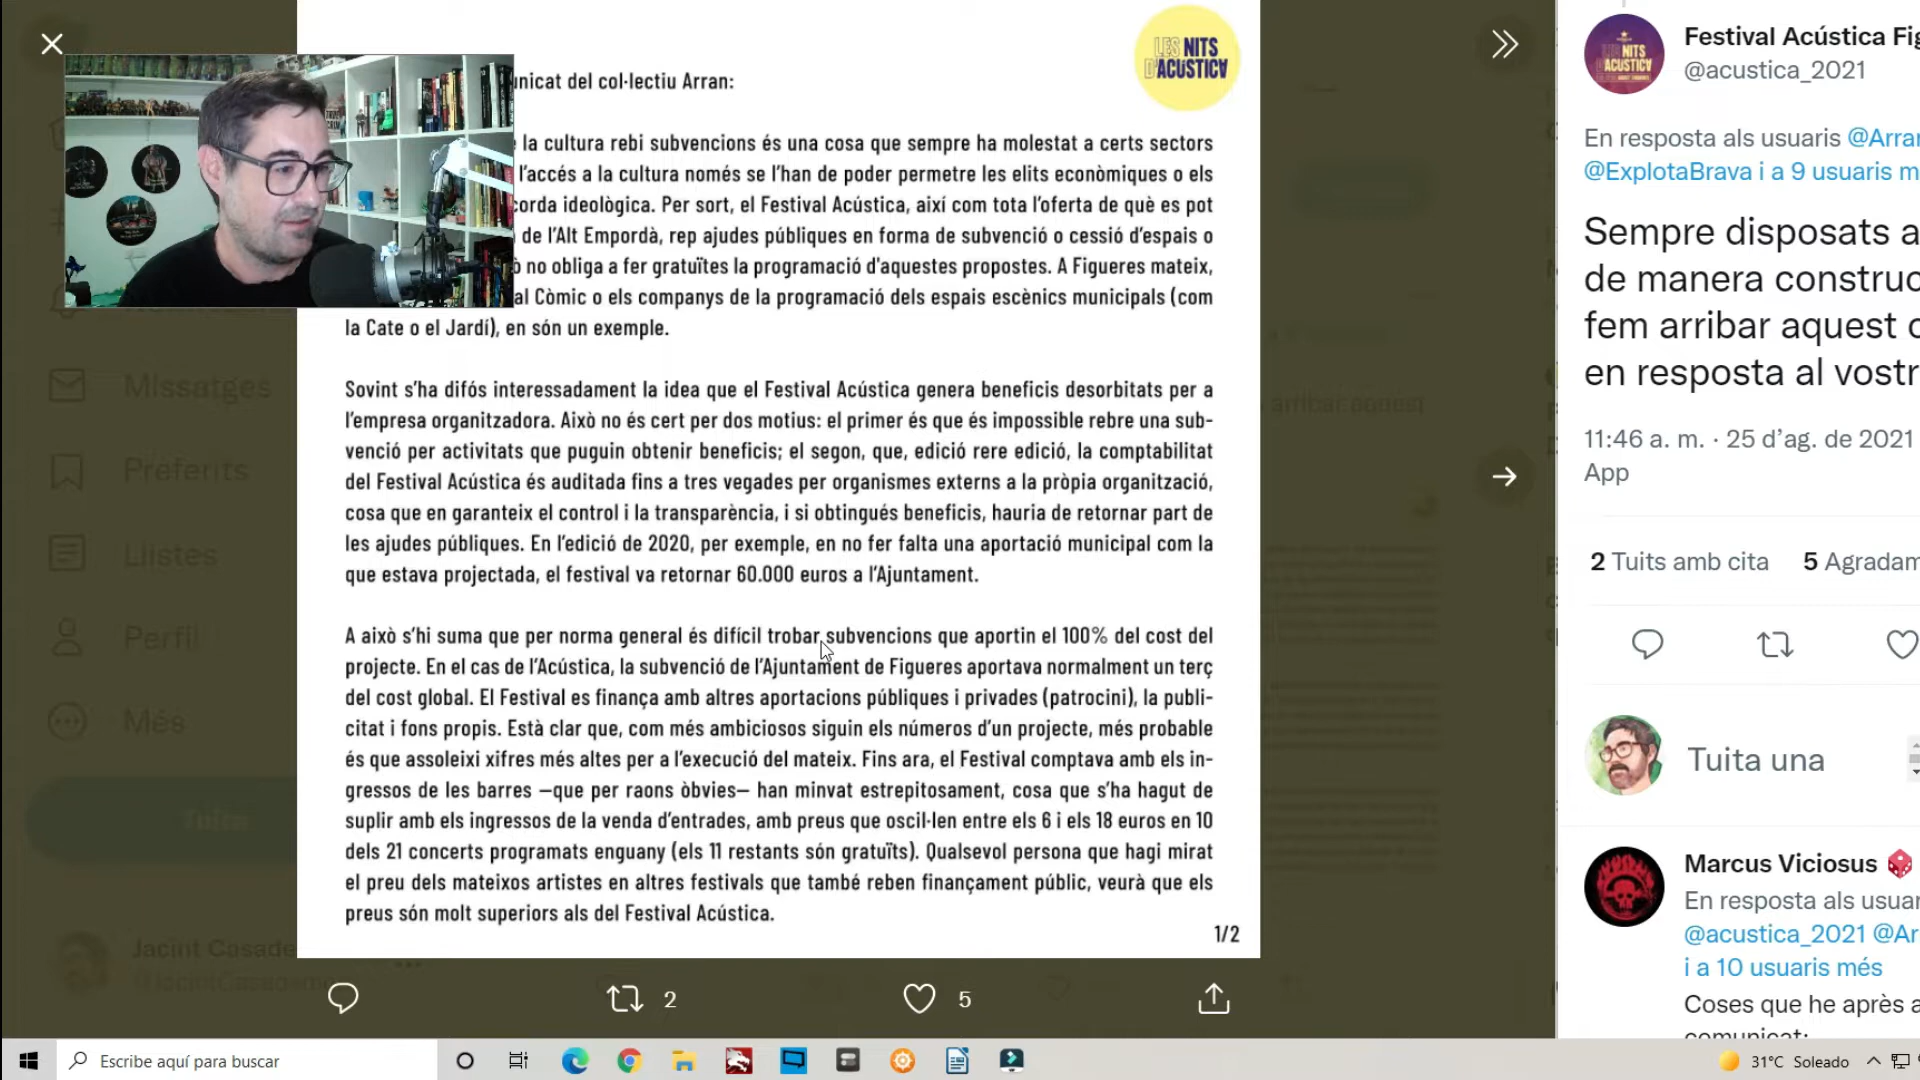 LES NITS
D'ACÚSTICA
nicat del col·lectiu Arran:
la cultura rebi subvencions és una cosa que sempre ha molestat a certs sectors
l'accés a la cultura només se l'han de poder permetre les elits econòmiques o els
corda ideològica. Per sort, el Festival Acústica, així com tota l'oferta de què es pot
de l'Alt Empordà, rep ajudes públiques en forma de subvenció o cessió d'espais o
no obliga a fer gratuïtes la programació d'aquestes propostes. A Figueres mateix,
al Còmic o els companys de la programació dels espais escènics municipals (com
la Cate o el Jardí), en són un exemple.
Sovint s'ha difós interessadament la idea que el Festival Acústica genera beneficis desorbitats per a
l'empresa organitzadora. Això no és cert per dos motius: el primer és que és impossible rebre una sub-
venció per activitats que puguin obtenir beneficis; el segon, que, edició rere edició, la comptabilitat
del Festival Acústica és auditada fins a tres vegades per organismes externs a la pròpia organització,
cosa que en garanteix el control i la transparència, i si obtingués beneficis, hauria de retornar part de
les ajudes públiques. En l'edició de 2020, per exemple, en no fer falta una aportació municipal com la
que estava projectada, el festival va retornar 60.000 euros a l'Ajuntament.
A això s'hi suma que per norma general és difícil trobar subvencions que aportin el 100% del cost del
projecte. En el cas de l'Acústica, la subvenció de l'Ajuntament de Figueres aportava normalment un terç
del cost global. El Festival es finança amb altres aportacions públiques i privades (patrocini), la publi-
citat i fons propis. Està clar que, com més ambiciosos siguin els números d'un projecte, més probable
és que assoleixi xifres més altes per a l'execució del mateix. Fins ara, el Festival comptava amb els in-
gressos de les barres —que per raons òbvies— han minvat estrepitosament, cosa que s'ha hagut de
suplir amb els ingressos de la venda d'entrades, amb preus que oscil·len entre els 6 i els 18 euros en 10
dels 21 concerts programats enguany (els 11 restants són gratuïts). Qualsevol persona que hagi mirat
el preu dels mateixos artistes en altres festivals que també reben finançament públic, veurà que els
preus són molt superiors als del Festival Acústica.
1/2
Missatges
Preferits
Llistes
Perfil
Més
Tuita
Jacint Casade
2
5
Festival Acústica Fig
@acustica_2021
En resposta als usuaris @Arran
@ExplotaBrava i a 9 usuaris m
Sempre disposats a
de manera construc
fem arribar aquest c
en resposta al vostr
11:46 a. m. · 25 d'ag. de 2021
App
2 Tuits amb cita 5 Agradam
Tuita una
Marcus Viciosus
En resposta als usuar
@acustica_2021 @Ar
i a 10 usuaris més
Coses que he après a
comunicat:
Escribe aquí para buscar
31°C Soleado